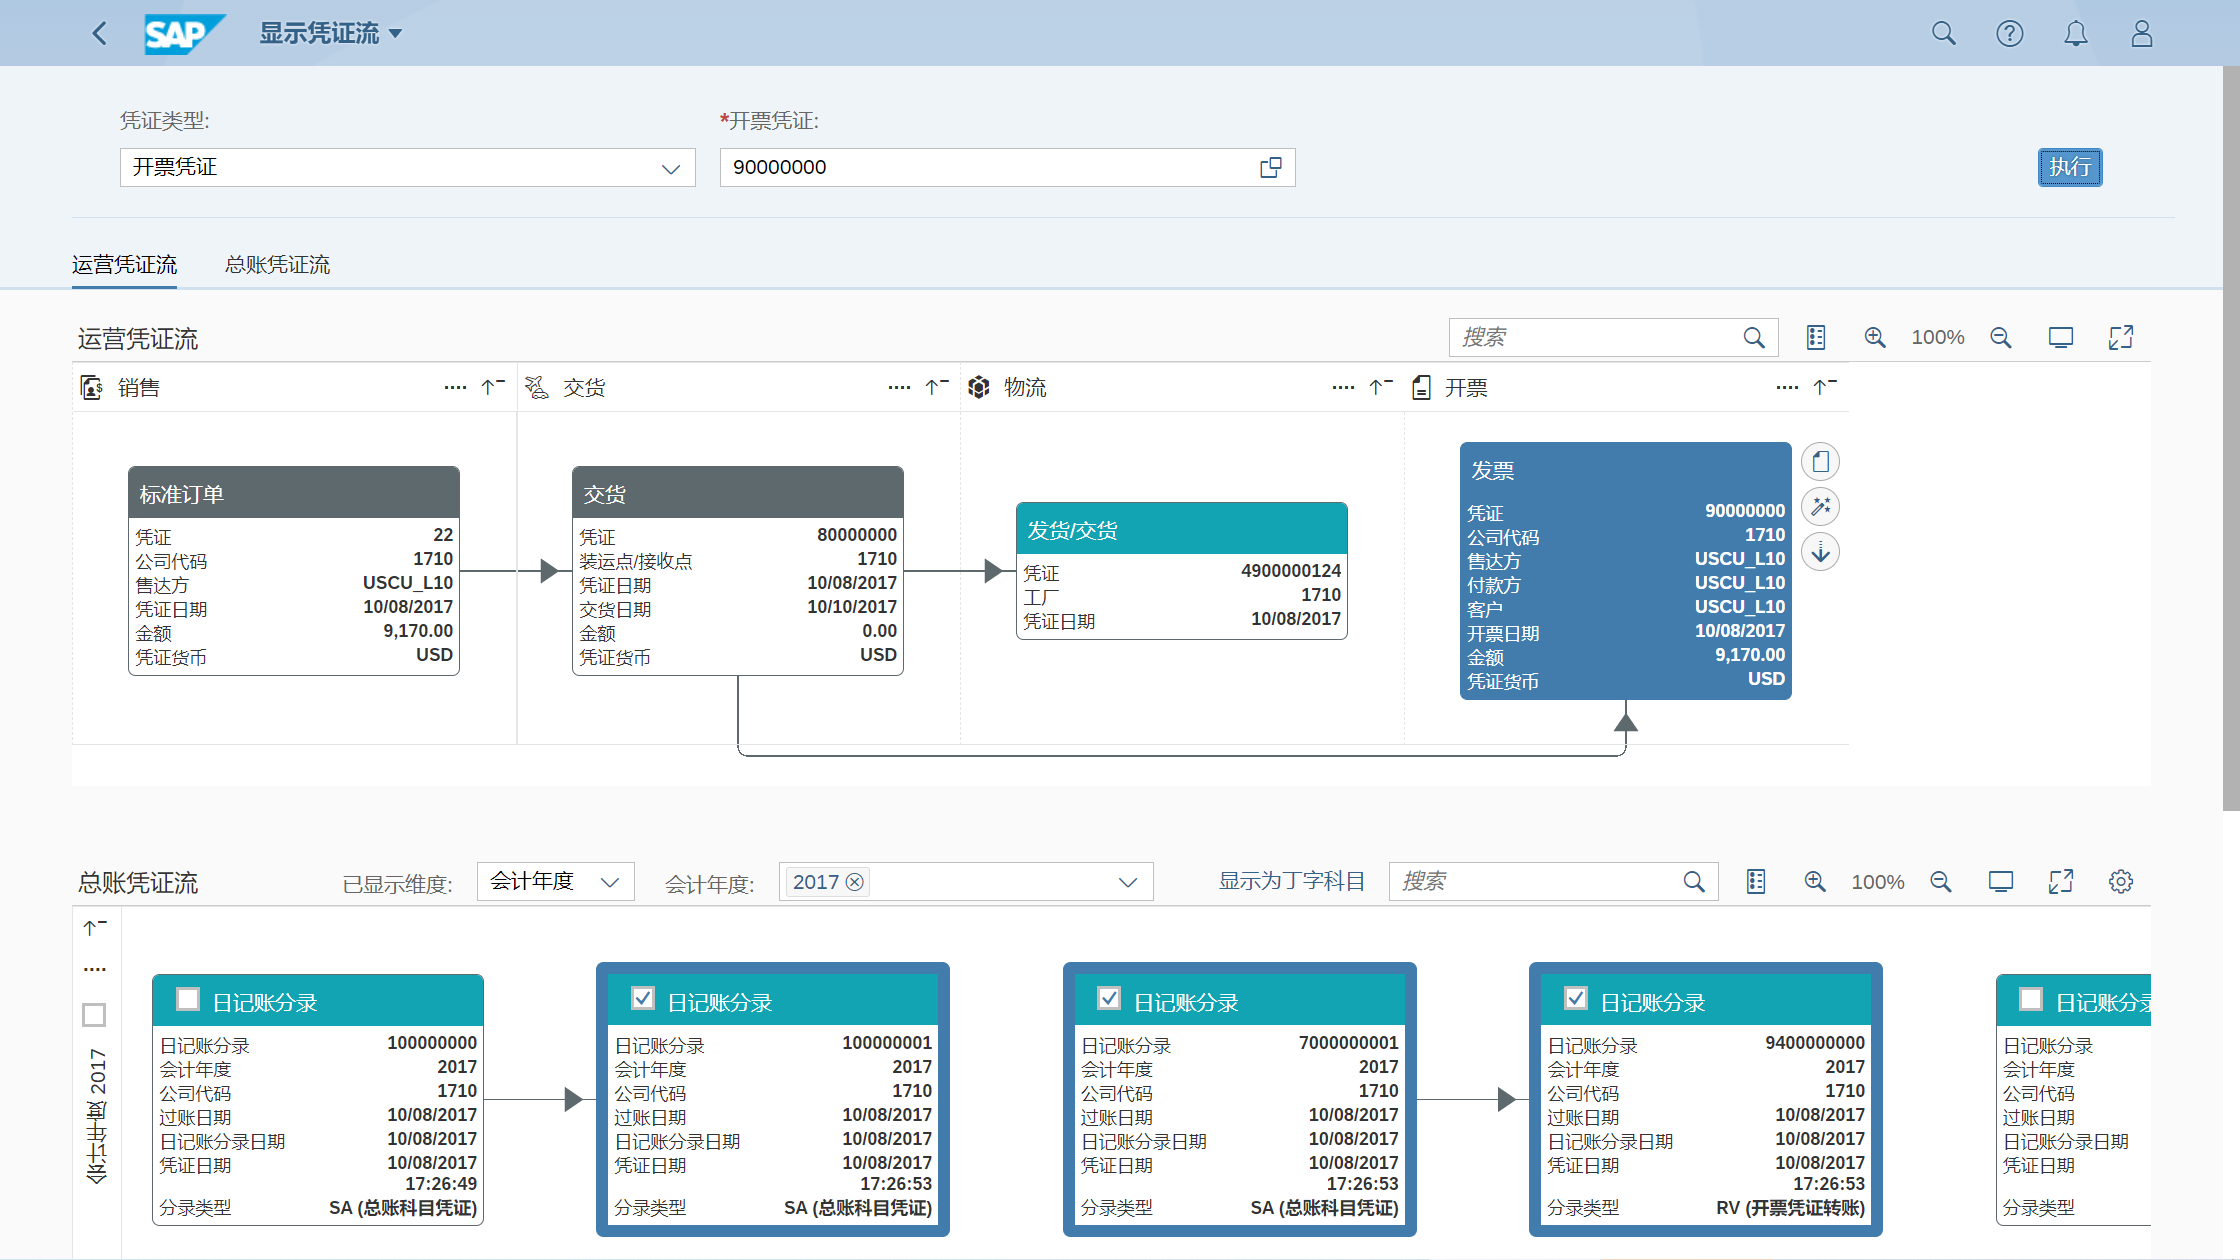 SAP 显示凭证流
凭证类型:
*开票凭证:
开票凭证
90000000
执行
运营凭证流 总账凭证流
运营凭证流
搜索
100%
销售
交货
物流
开票
标准订单
凭证 22
公司代码 1710
售达方 USCU_L10
凭证日期 10/08/2017
金额 9,170.00
凭证货币 USD
交货
凭证 80000000
装运点/接收点 1710
凭证日期 10/08/2017
交货日期 10/10/2017
金额 0.00
凭证货币 USD
发货/交货
凭证 4900000124
工厂 1710
凭证日期 10/08/2017
发票
凭证 90000000
公司代码 1710
售达方 USCU_L10
付款方 USCU_L10
客户 USCU_L10
开票日期 10/08/2017
金额 9,170.00
凭证货币 USD
总账凭证流
已显示维度: 会计年度
会计年度: 2017
显示为丁字科目
搜索
100%
会计年度 2017
日记账分录
日记账分录 100000000
会计年度 2017
公司代码 1710
过账日期 10/08/2017
日记账分录日期 10/08/2017
凭证日期 10/08/2017
17:26:49
分录类型 SA (总账科目凭证)
日记账分录
日记账分录 100000001
会计年度 2017
公司代码 1710
过账日期 10/08/2017
日记账分录日期 10/08/2017
凭证日期 10/08/2017
17:26:53
分录类型 SA (总账科目凭证)
日记账分录
日记账分录 7000000001
会计年度 2017
公司代码 1710
过账日期 10/08/2017
日记账分录日期 10/08/2017
凭证日期 10/08/2017
17:26:53
分录类型 SA (总账科目凭证)
日记账分录
日记账分录 9400000000
会计年度 2017
公司代码 1710
过账日期 10/08/2017
日记账分录日期 10/08/2017
凭证日期 10/08/2017
17:26:53
分录类型 RV (开票凭证转账)
日记账分录
日记账分录
会计年度
公司代码
过账日期
日记账分录日期
凭证日期
分录类型